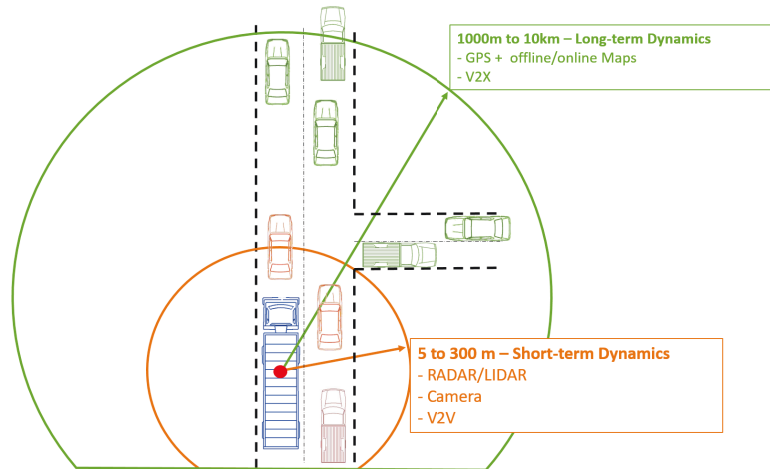 1000m to 10km – Long-term Dynamics
- GPS + offline/online Maps
- V2X
5 to 300 m – Short-term Dynamics
- RADAR/LIDAR
- Camera
- V2V